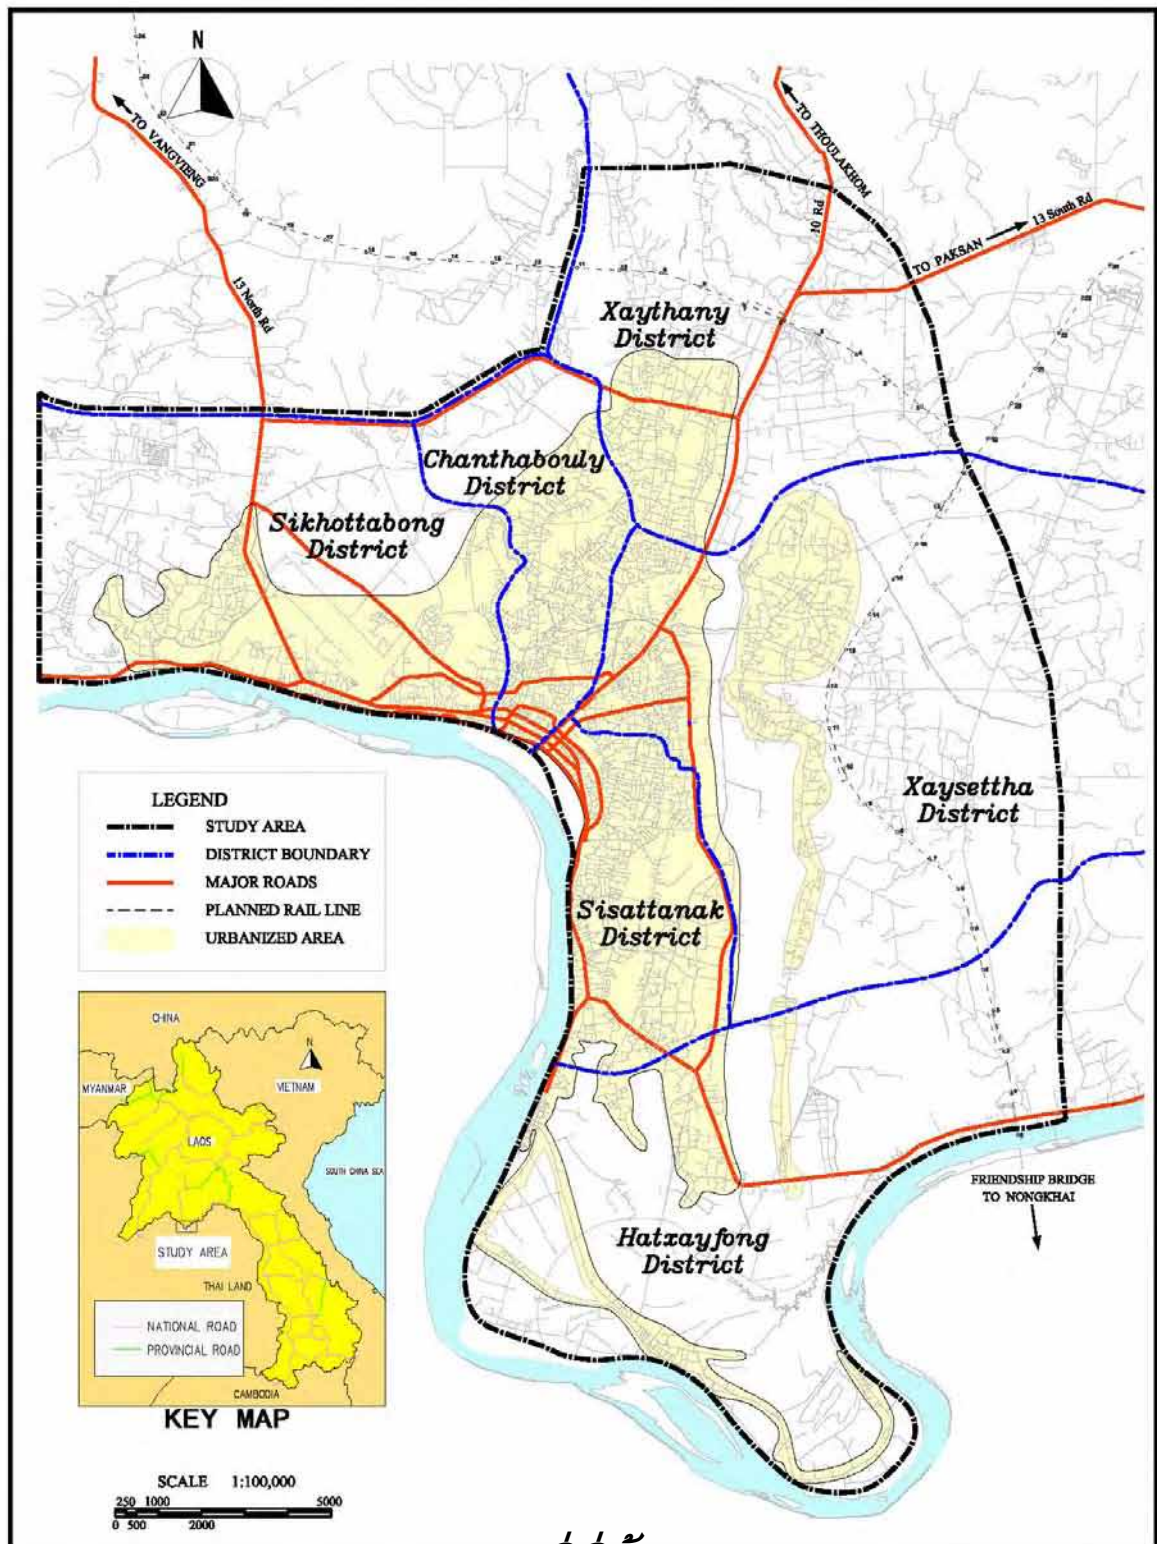 N
TO VANGVIENG
TO THOULAKHOM
10 Rd
13 South Rd
TO PAKSAN
13 North Rd
Xaythany
District
Chanthabouly
District
Sikhottabong
District
Xaysettha
District
Sisattanak
District
Hatxayfong
District
FRIENDSHIP BRIDGE
TO NONGKHAI
LEGEND
STUDY AREA
DISTRICT BOUNDARY
MAJOR ROADS
PLANNED RAIL LINE
URBANIZED AREA
CHINA
N
MYANMAR
VIETNAM
LAOS
SOUTH CHINA SEA
STUDY AREA
THAI LAND
NATIONAL ROAD
PROVINCIAL ROAD
CAMBODIA
KEY MAP
SCALE 1:100,000
250 1000 5000
0 500 2000